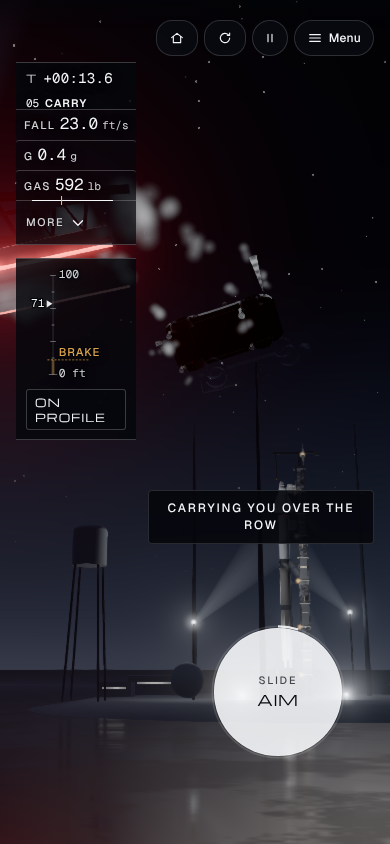 Menu
T +00:13.6
05 CARRY
FALL 23.0 ft/s
G 0.4 g
GAS 592 lb
MORE
100
71
BRAKE
0 ft
ON
PROFILE
CARRYING YOU OVER THE
ROW
SLIDE
AIM